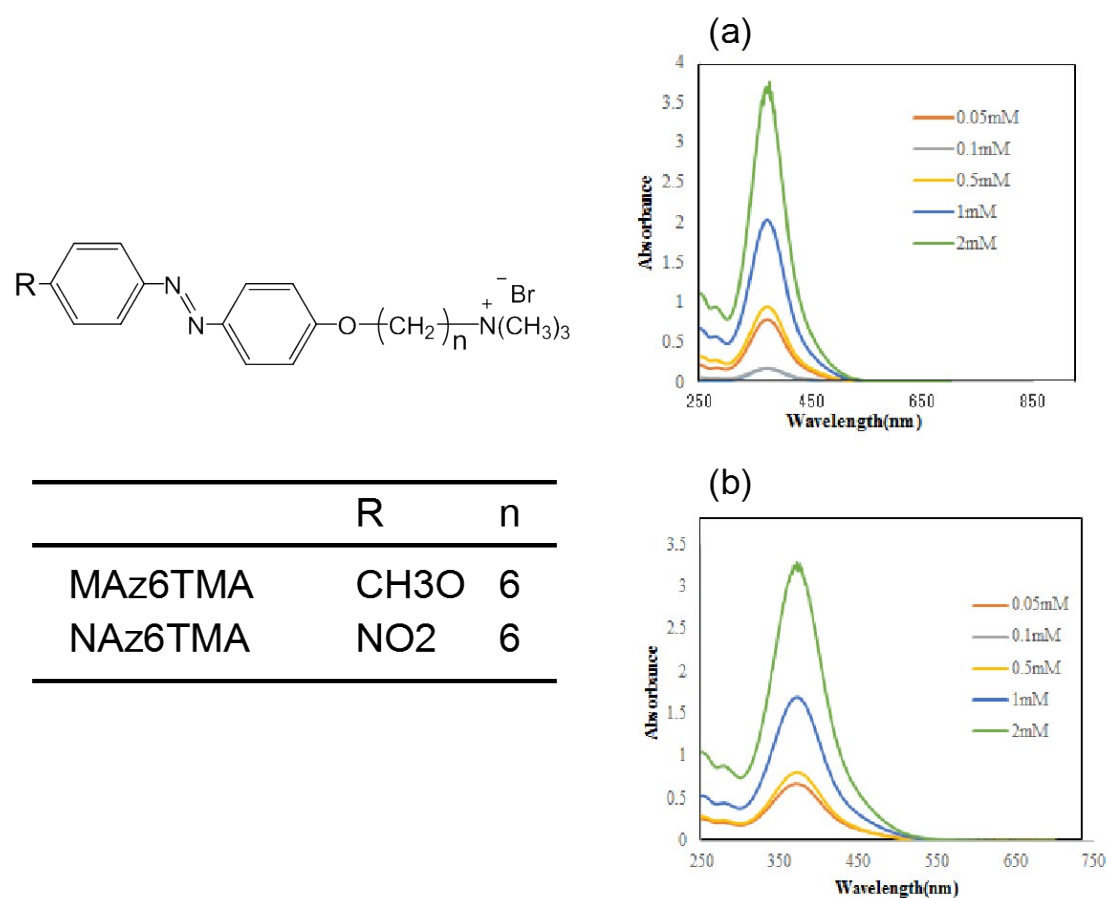 R
N
N
O
(CH2)n
N(CH3)3
+
− Br
R n
MAz6TMA CH3O 6
NAz6TMA NO2 6
(a)
4
3.5
3
2.5
2
1.5
1
0.5
0
Absorbance
0.05mM
0.1mM
0.5mM
1mM
2mM
250 450 650 850
Wavelength(nm)
(b)
3.5
3
2.5
2
1.5
1
0.5
0
Absorbance
0.05mM
0.1mM
0.5mM
1mM
2mM
250 350 450 550 650 750
Wavelength(nm)